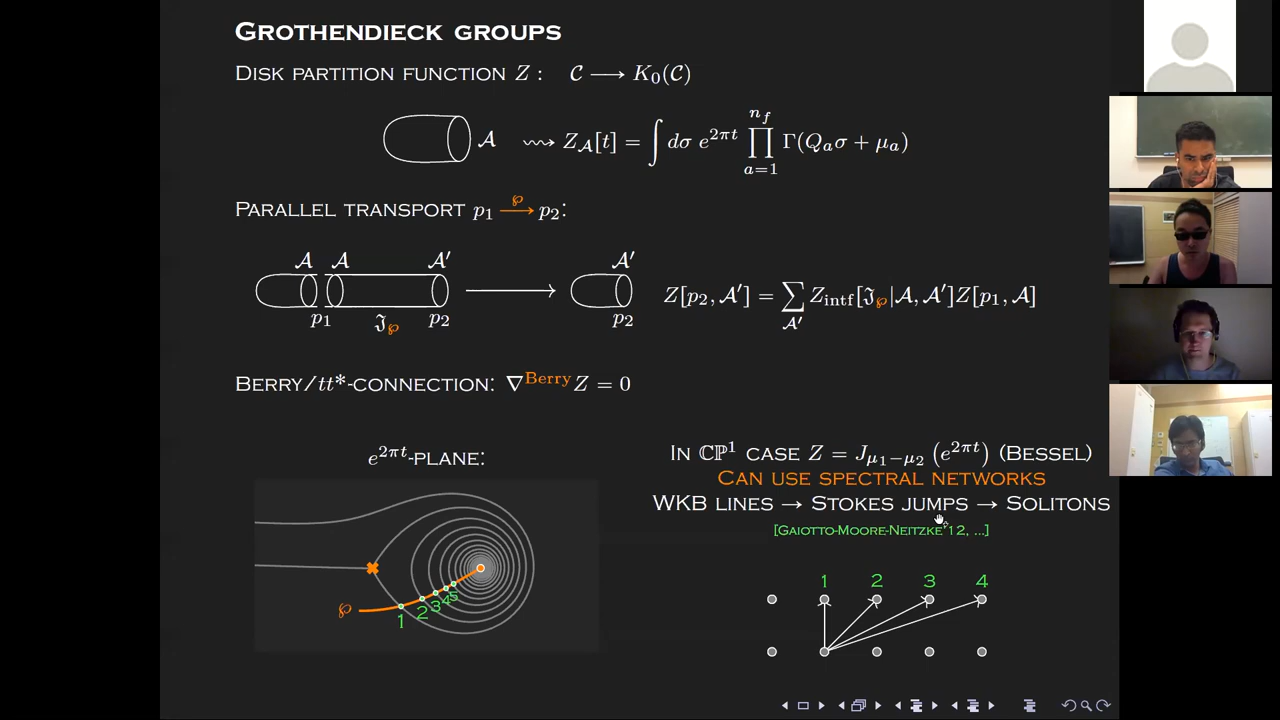 Grothendieck groups
Disk partition function Z : 𝒞 ⟶ K₀(𝒞)
𝒜 ⇝ Z_𝒜[t] = ∫ dσ e^{2πt} ∏_{a=1}^{n_f} Γ(Q_a σ + μ_a)
Parallel transport p₁ —℘→ p₂:
𝒜 𝒜 𝒜′ 𝒜′
p₁ 𝔍_℘ p₂ p₂
Z[p₂, 𝒜′] = ∑_{𝒜′} Z_intf[𝔍_℘|𝒜, 𝒜′]Z[p₁, 𝒜]
Berry/tt*-connection: ∇^Berry Z = 0
e^{2πt}-plane:
℘ 1 2 3 4 5
In ℂℙ¹ case Z = J_{μ₁−μ₂} (e^{2πt}) (Bessel)
Can use spectral networks
WKB lines → Stokes jumps → Solitons
[Gaiotto-Moore-Neitzke'12, ...]
1 2 3 4